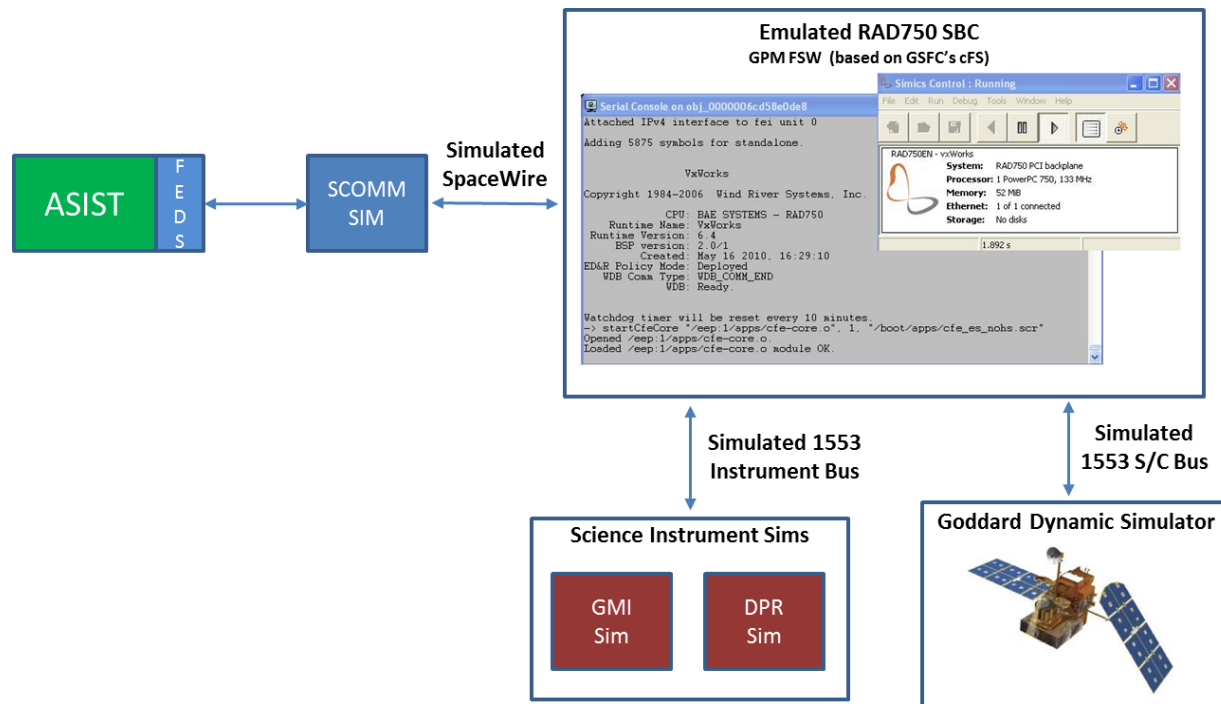 Emulated RAD750 SBC
GPM FSW (based on GSFC's cFS)
Simics Control : Running
File Edit Run Debug Tools Window Help
RAD750EN - vxWorks
System: RAD750 PCI backplane
Processor: 1 PowerPC 750, 133 MHz
Memory: 52 MiB
Ethernet: 1 of 1 connected
Storage: No disks
1.892 s
Serial Console on obj_0000006cd58e0de8
Attached IPv4 interface to fei unit 0
Adding 5875 symbols for standalone.
VxWorks
Copyright 1984-2006 Wind River Systems, Inc.
CPU: BAE SYSTEMS - RAD750
Runtime Name: VxWorks
Runtime Version: 6.4
BSP version: 2.0/1
Created: May 16 2010, 16:29:10
ED&R Policy Mode: Deployed
WDB Comm Type: WDB_COMM_END
WDB: Ready.
Watchdog timer will be reset every 10 minutes.
-> startCfeCore "/eep:1/apps/cfe-core.o", 1, "/boot/apps/cfe_es_nohs.scr"
Opened /eep:1/apps/cfe-core.o.
Loaded /eep:1/apps/cfe-core.o module OK.
ASIST
FEDS
SCOMM
SIM
Simulated
SpaceWire
Simulated 1553
Instrument Bus
Simulated
1553 S/C Bus
Science Instrument Sims
GMI
Sim
DPR
Sim
Goddard Dynamic Simulator